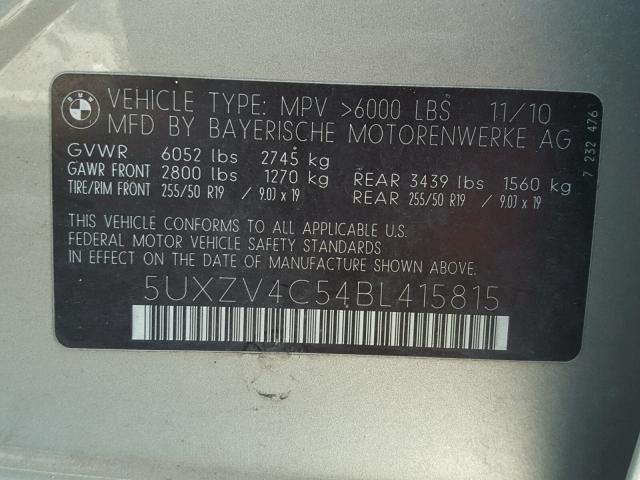 BMW
VEHICLE TYPE: MPV >6000 LBS 11/10
MFD BY BAYERISCHE MOTORENWERKE AG
GVWR 6052 lbs 2745 kg
GAWR FRONT 2800 lbs 1270 kg REAR 3439 lbs 1560 kg
TIRE/RIM FRONT 255/50 R19 / 9.0J x 19 REAR 255/50 R19 / 9.0J x 19
THIS VEHICLE CONFORMS TO ALL APPLICABLE U.S.
FEDERAL MOTOR VEHICLE SAFETY STANDARDS
IN EFFECT ON THE DATE OF MANUFACTURE SHOWN ABOVE.
5UXZV4C54BL415815
7 232 476